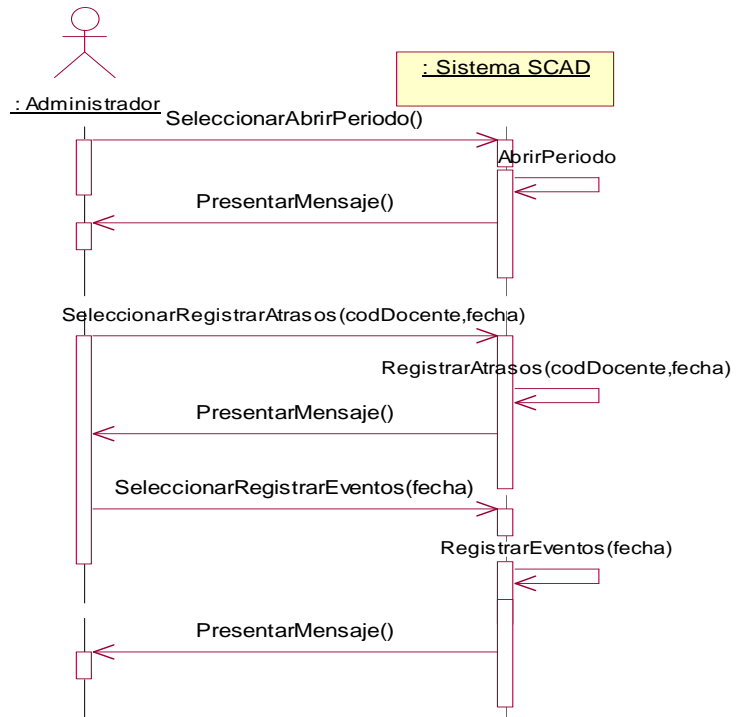 : Sistema SCAD
: Administrador
SeleccionarAbrirPeriodo()
AbrirPeriodo
PresentarMensaje()
SeleccionarRegistrarAtrasos(codDocente,fecha)
RegistrarAtrasos(codDocente,fecha)
PresentarMensaje()
SeleccionarRegistrarEventos(fecha)
RegistrarEventos(fecha)
PresentarMensaje()